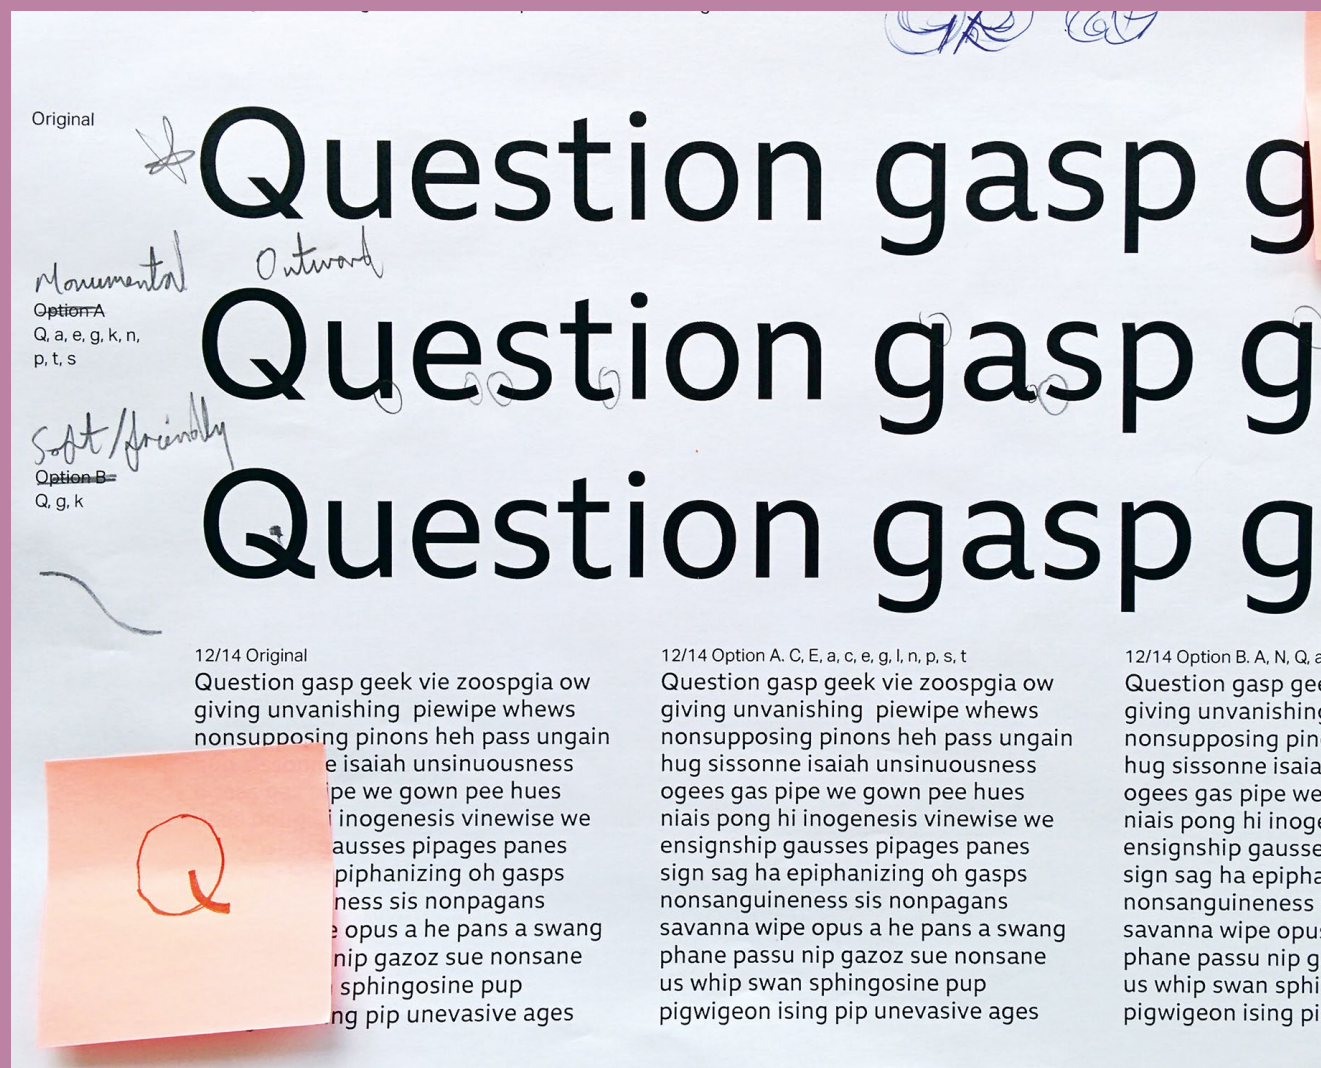 Original
Question gasp g
Monumental Outward
Option A
Q, a, e, g, k, n,
p, t, s
Question gasp g
Soft/friendly
Option B
Q, g, k
Question gasp g
12/14 Original
Question gasp geek vie zoospgia ow
giving unvanishing piewipe whews
nonsupposing pinons heh pass ungain
isaiah unsinuousness
we gown pee hues
inogenesis vinewise we
ausses pipages panes
piphanizing oh gasps
ness sis nonpagans
opus a he pans a swang
nip gazoz sue nonsane
sphingosine pup
ng pip unevasive ages
Q
12/14 Option A. C, E, a, c, e, g, l, n, p, s, t
Question gasp geek vie zoospgia ow
giving unvanishing piewipe whews
nonsupposing pinons heh pass ungain
hug sissonne isaiah unsinuousness
ogees gas pipe we gown pee hues
niais pong hi inogenesis vinewise we
ensignship gausses pipages panes
sign sag ha epiphanizing oh gasps
nonsanguineness sis nonpagans
savanna wipe opus a he pans a swang
phane passu nip gazoz sue nonsane
us whip swan sphingosine pup
pigwigeon ising pip unevasive ages
12/14 Option B. A, N, Q, a
Question gasp gee
giving unvanishing
nonsupposing pin
hug sissonne isaia
ogees gas pipe we
niais pong hi inoge
ensignship gausse
sign sag ha epipha
nonsanguineness
savanna wipe opus
phane passu nip g
us whip swan sphi
pigwigeon ising pi